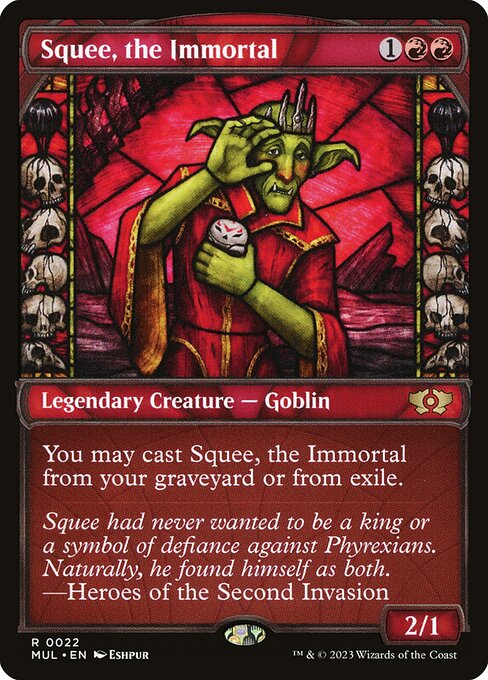 Squee, the Immortal 1
Legendary Creature — Goblin
You may cast Squee, the Immortal
from your graveyard or from exile.
Squee had never wanted to be a king or
a symbol of defiance against Phyrexians.
Naturally, he found himself as both.
—Heroes of the Second Invasion
2/1
R 0022
MUL • EN Eshpur
™ & © 2023 Wizards of the Coast